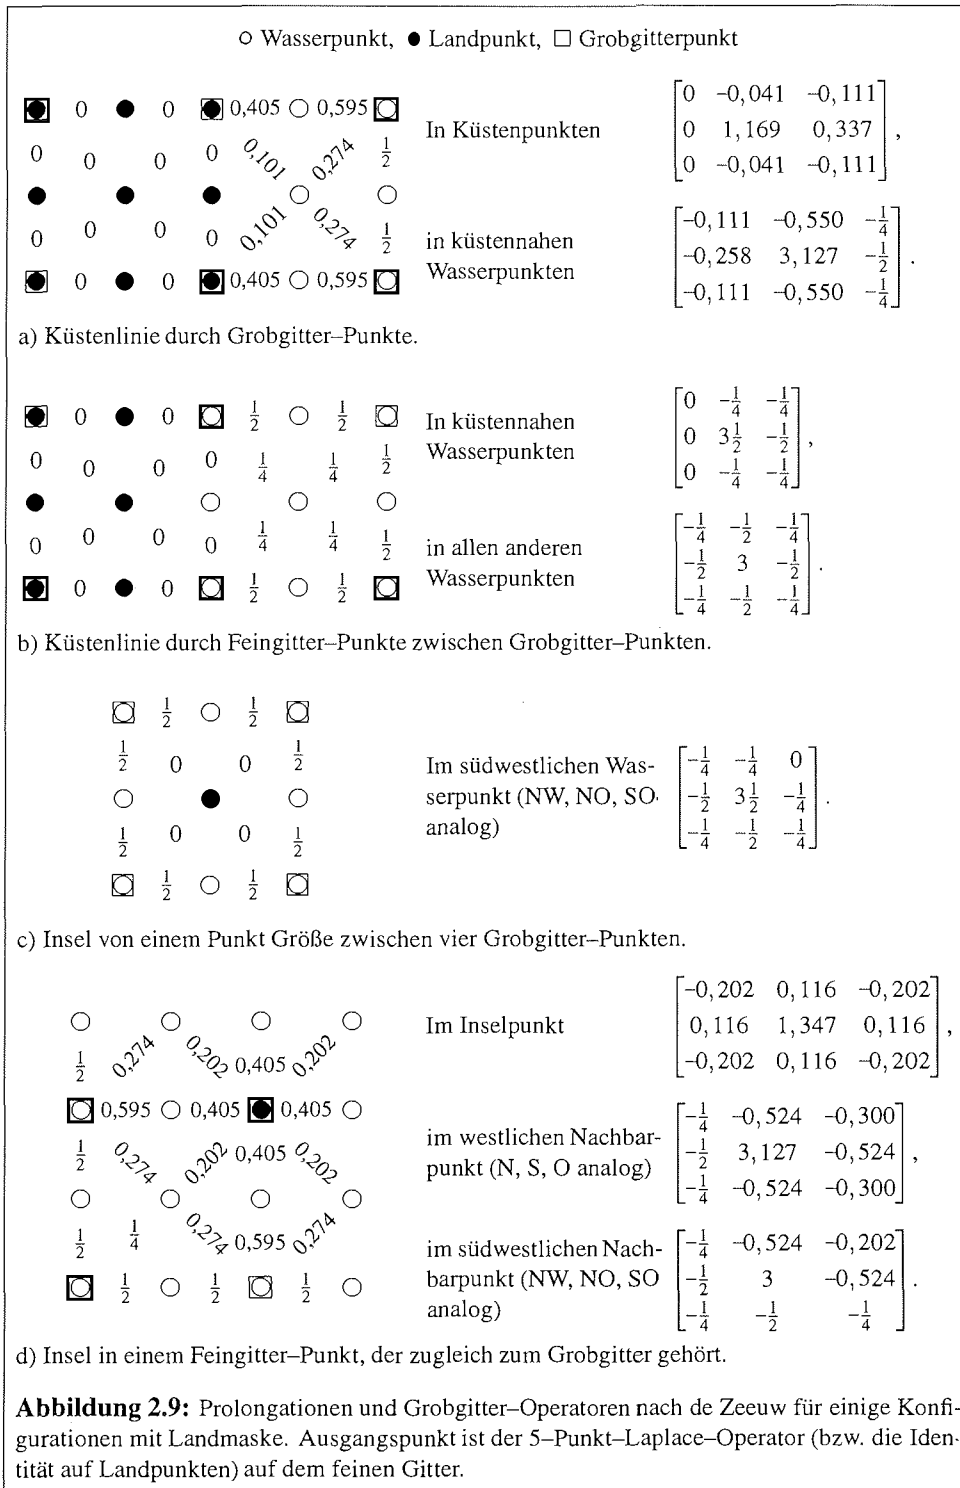 ○ Wasserpunkt, ● Landpunkt, □ Grobgitterpunkt
0 0 0,405 0,595
0 0 0 0 0,101 0,274 1/2
0 0 0 0 0,101 0,274 1/2
0 0 0,405 0,595
In Küstenpunkten
[0 –0,041 –0,111]
[0 1,169 0,337] ,
[0 –0,041 –0,111]
in küstennahen
Wasserpunkten
[–0,111 –0,550 –1/4]
[–0,258 3,127 –1/2] .
[–0,111 –0,550 –1/4]
a) Küstenlinie durch Grobgitter–Punkte.
0 0 1/2 1/2
0 0 0 0 1/4 1/4 1/2
0 0 0 0 1/4 1/4 1/2
0 0 1/2 1/2
In küstennahen
Wasserpunkten
[0 –1/4 –1/4]
[0 3 1/2 –1/2] ,
[0 –1/4 –1/4]
in allen anderen
Wasserpunkten
[–1/4 –1/2 –1/4]
[–1/2 3 –1/2] .
[–1/4 –1/2 –1/4]
b) Küstenlinie durch Feingitter–Punkte zwischen Grobgitter–Punkten.
1/2 1/2
1/2 0 0 1/2
1/2 0 0 1/2
1/2 1/2
Im südwestlichen Was-
serpunkt (NW, NO, SO
analog)
[–1/4 –1/4 0]
[–1/2 3 1/2 –1/4] .
[–1/4 –1/2 –1/4]
c) Insel von einem Punkt Größe zwischen vier Grobgitter–Punkten.
1/2 0,274 0,202 0,405 0,202
0,595 0,405 0,405
1/2 0,274 0,202 0,405 0,202
1/2 1/4 0,274 0,595 0,274
1/2 1/2 1/2
Im Inselpunkt
[–0,202 0,116 –0,202]
[0,116 1,347 0,116] ,
[–0,202 0,116 –0,202]
im westlichen Nachbar-
punkt (N, S, O analog)
[–1/4 –0,524 –0,300]
[–1/2 3,127 –0,524] ,
[–1/4 –0,524 –0,300]
im südwestlichen Nach-
barpunkt (NW, NO, SO
analog)
[–1/4 –0,524 –0,202]
[–1/2 3 –0,524] .
[–1/4 –1/2 –1/4]
d) Insel in einem Feingitter–Punkt, der zugleich zum Grobgitter gehört.
Abbildung 2.9: Prolongationen und Grobgitter–Operatoren nach de Zeeuw für einige Konfi-
gurationen mit Landmaske. Ausgangspunkt ist der 5–Punkt–Laplace–Operator (bzw. die Iden-
tität auf Landpunkten) auf dem feinen Gitter.